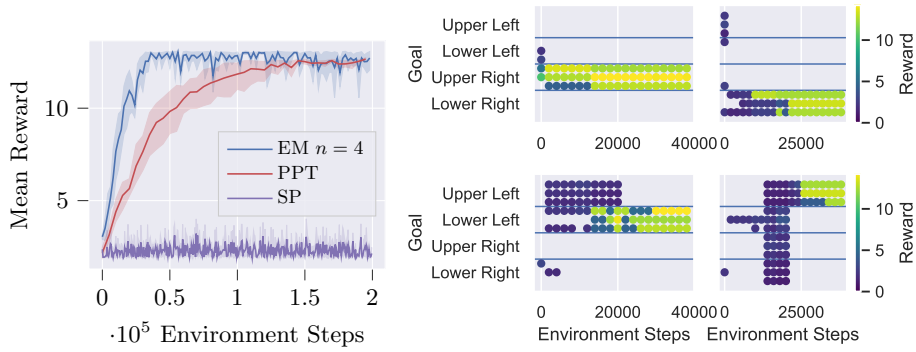 Mean Reward
10
5
EM n = 4
PPT
SP
0 0.5 1 1.5 2
·10⁵ Environment Steps
Goal
Upper Left
Lower Left
Upper Right
Lower Right
0 20000 40000
0 25000
10
5
0
Reward
Goal
Upper Left
Lower Left
Upper Right
Lower Right
0 20000 40000
0 25000
Environment Steps
Environment Steps
10
5
0
Reward